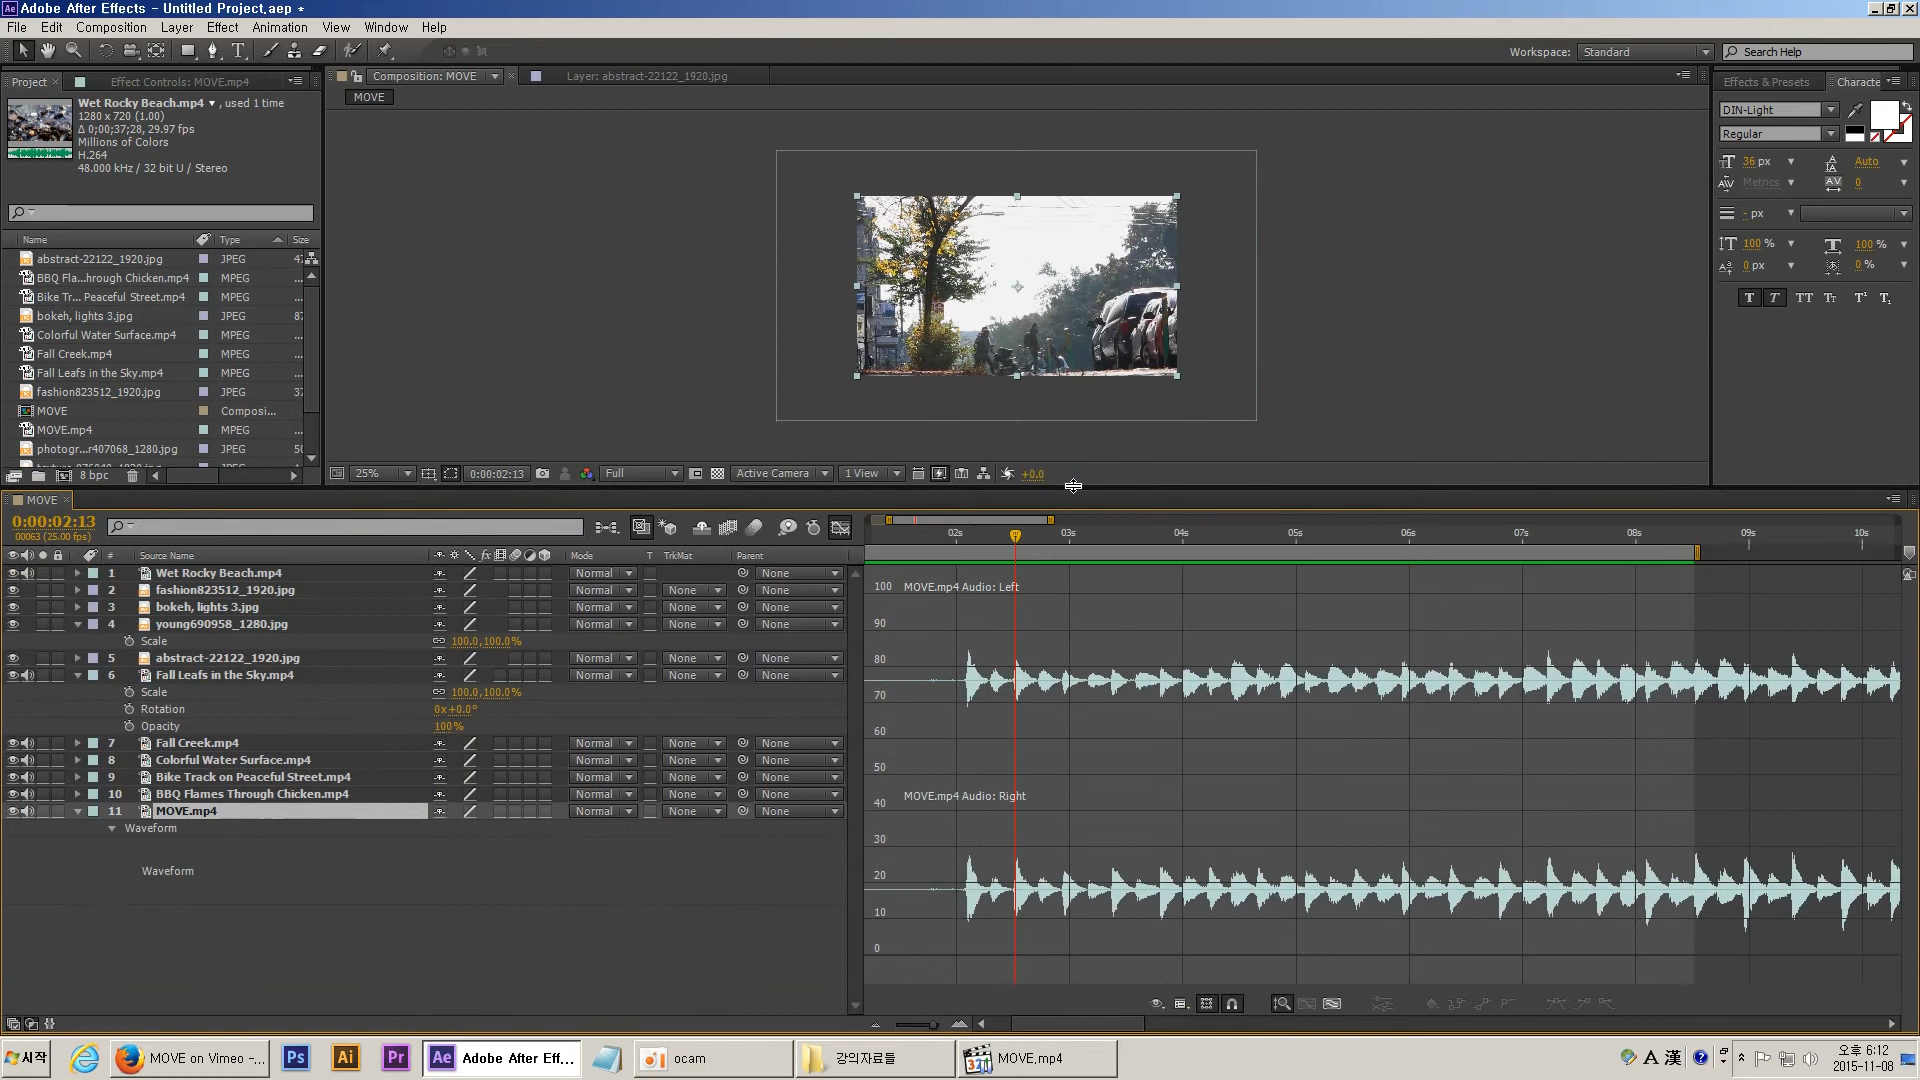 Adobe After Effects - Untitled Project.aep *
File Edit Composition Layer Effect Animation View Window Help
Workspace: Standard Search Help
Project Effect Controls: MOVE.mp4
Composition: MOVE Layer: abstract-22122_1920.jpg
Effects & Presets Characte
MOVE
Wet Rocky Beach.mp4 , used 1 time
1280 x 720 (1.00)
Δ 0;00;37;28, 29.97 fps
Millions of Colors
H.264
48.000 kHz / 32 bit U / Stereo
DIN-Light
Regular
36 px Auto
Metrics 0
- px
100 % 100 %
0 px 0 %
Name Type Size
abstract-22122_1920.jpg JPEG 47
BBQ Fla...hrough Chicken.mp4 MPEG ...
Bike Tr... Peaceful Street.mp4 MPEG ...
bokeh, lights 3.jpg JPEG 87
Colorful Water Surface.mp4 MPEG ...
Fall Creek.mp4 MPEG ...
Fall Leafs in the Sky.mp4 MPEG ...
fashion823512_1920.jpg JPEG 37
MOVE Composi...
MOVE.mp4 MPEG ...
photogr...r407068_1280.jpg JPEG 50
8 bpc
25% 0:00:02:13 Full Active Camera 1 View +0.0
MOVE
0:00:02:13
00063 (25.00 fps)
02s 03s 04s 05s 06s 07s 08s 09s 10s
# Source Name Mode T TrkMat Parent
1 Wet Rocky Beach.mp4 Normal None
2 fashion823512_1920.jpg Normal None None
3 bokeh, lights 3.jpg Normal None None
4 young690958_1280.jpg Normal None None
Scale 100.0,100.0%
5 abstract-22122_1920.jpg Normal None None
6 Fall Leafs in the Sky.mp4 Normal None None
Scale 100.0,100.0%
Rotation 0x+0.0°
Opacity 100%
7 Fall Creek.mp4 Normal None None
8 Colorful Water Surface.mp4 Normal None None
9 Bike Track on Peaceful Street.mp4 Normal None None
10 BBQ Flames Through Chicken.mp4 Normal None None
11 MOVE.mp4 Normal None None
Waveform
Waveform
100 MOVE.mp4 Audio: Left
90
80
70
60
50
40 MOVE.mp4 Audio: Right
30
20
10
0
시작 MOVE on Vimeo -... Ps Ai Pr Ae Adobe After Eff... ocam 강의자료들 321 MOVE.mp4 A 漢
오후 6:12
2015-11-08